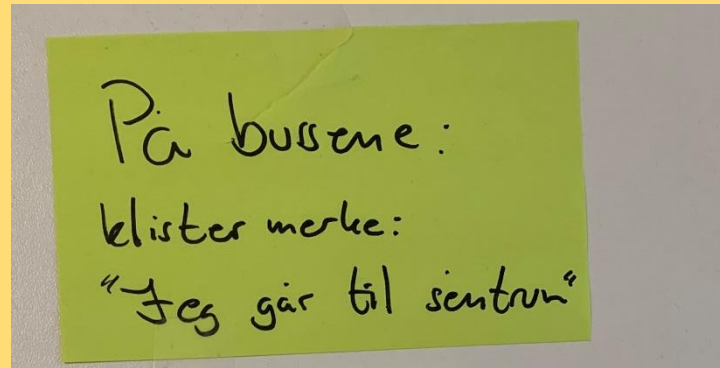 På bussene:
klister merke:
"Jeg går til sentrum"